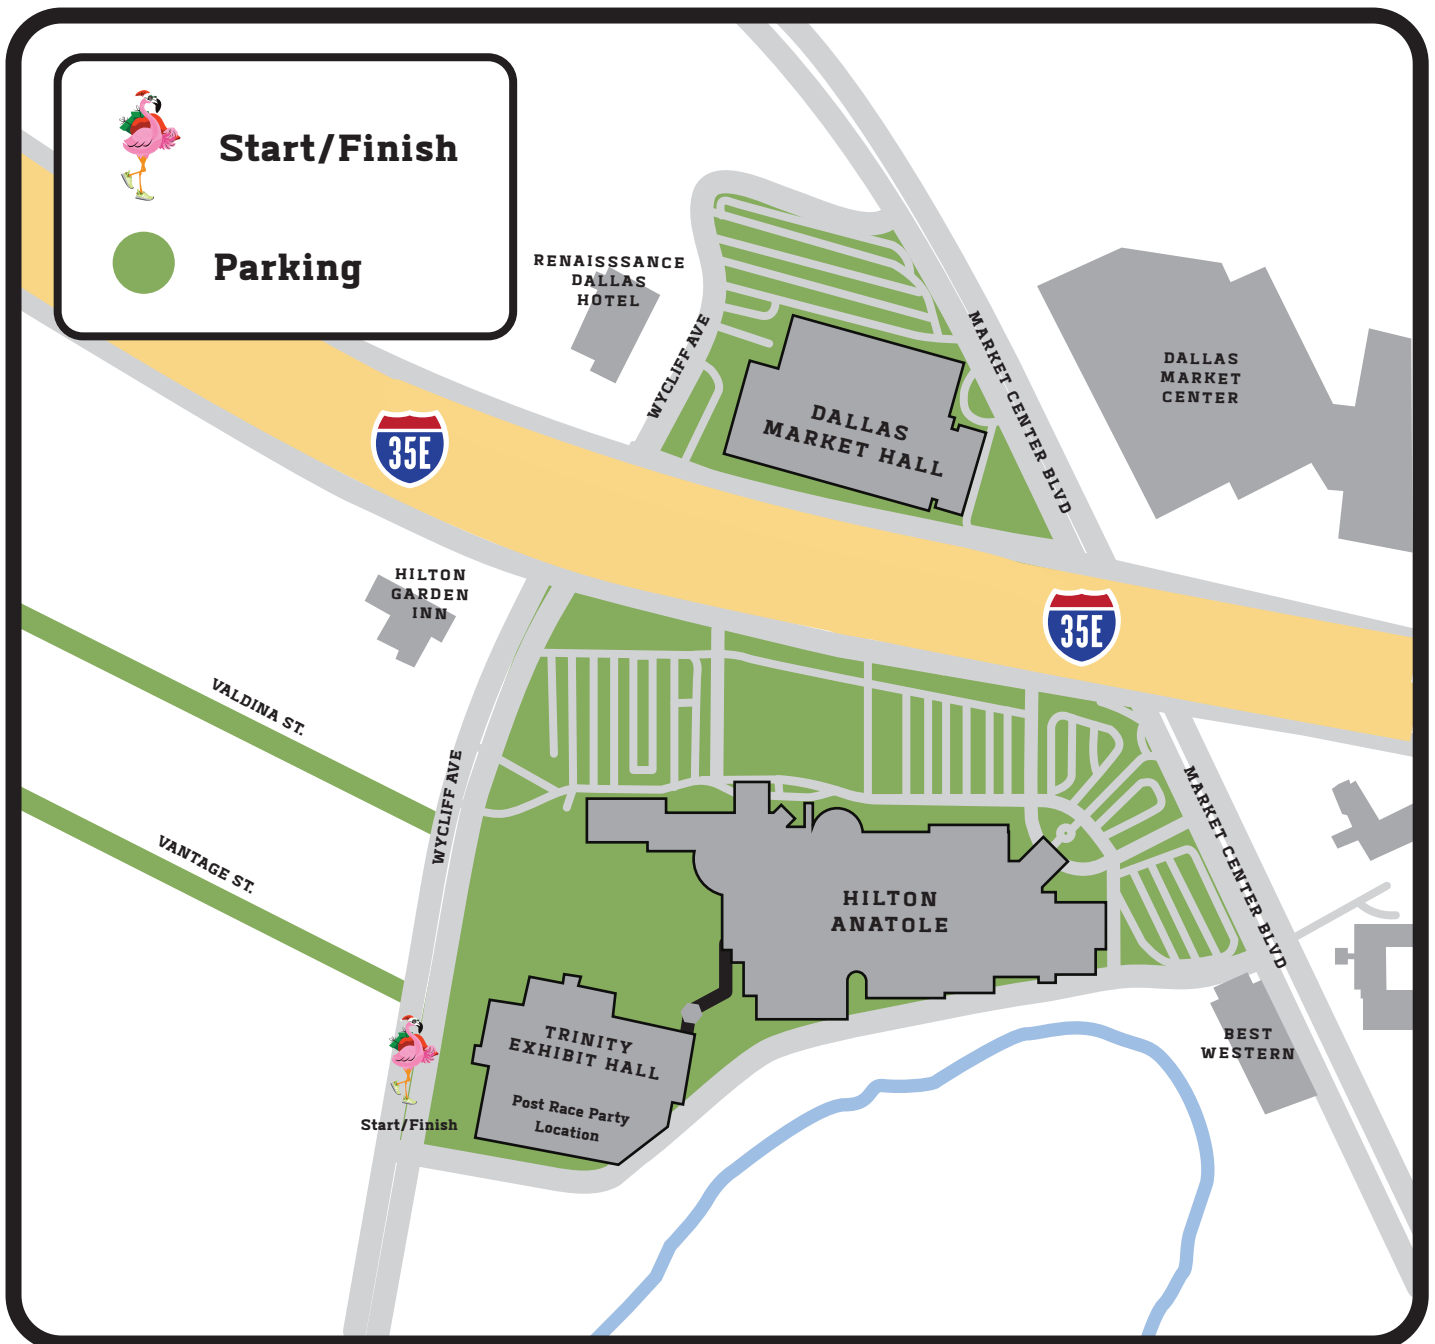 Start/Finish
Parking
RENAISSSANCE
DALLAS
HOTEL
WYCLIFF AVE
MARKET CENTER BLVD
DALLAS
MARKET
CENTER
DALLAS
MARKET HALL
35E
35E
HILTON
GARDEN
INN
VALDINA ST.
WYCLIFF AVE
VANTAGE ST.
MARKET CENTER BLVD
HILTON
ANATOLE
TRINITY
EXHIBIT HALL
Post Race Party
Location
BEST
WESTERN
Start/Finish